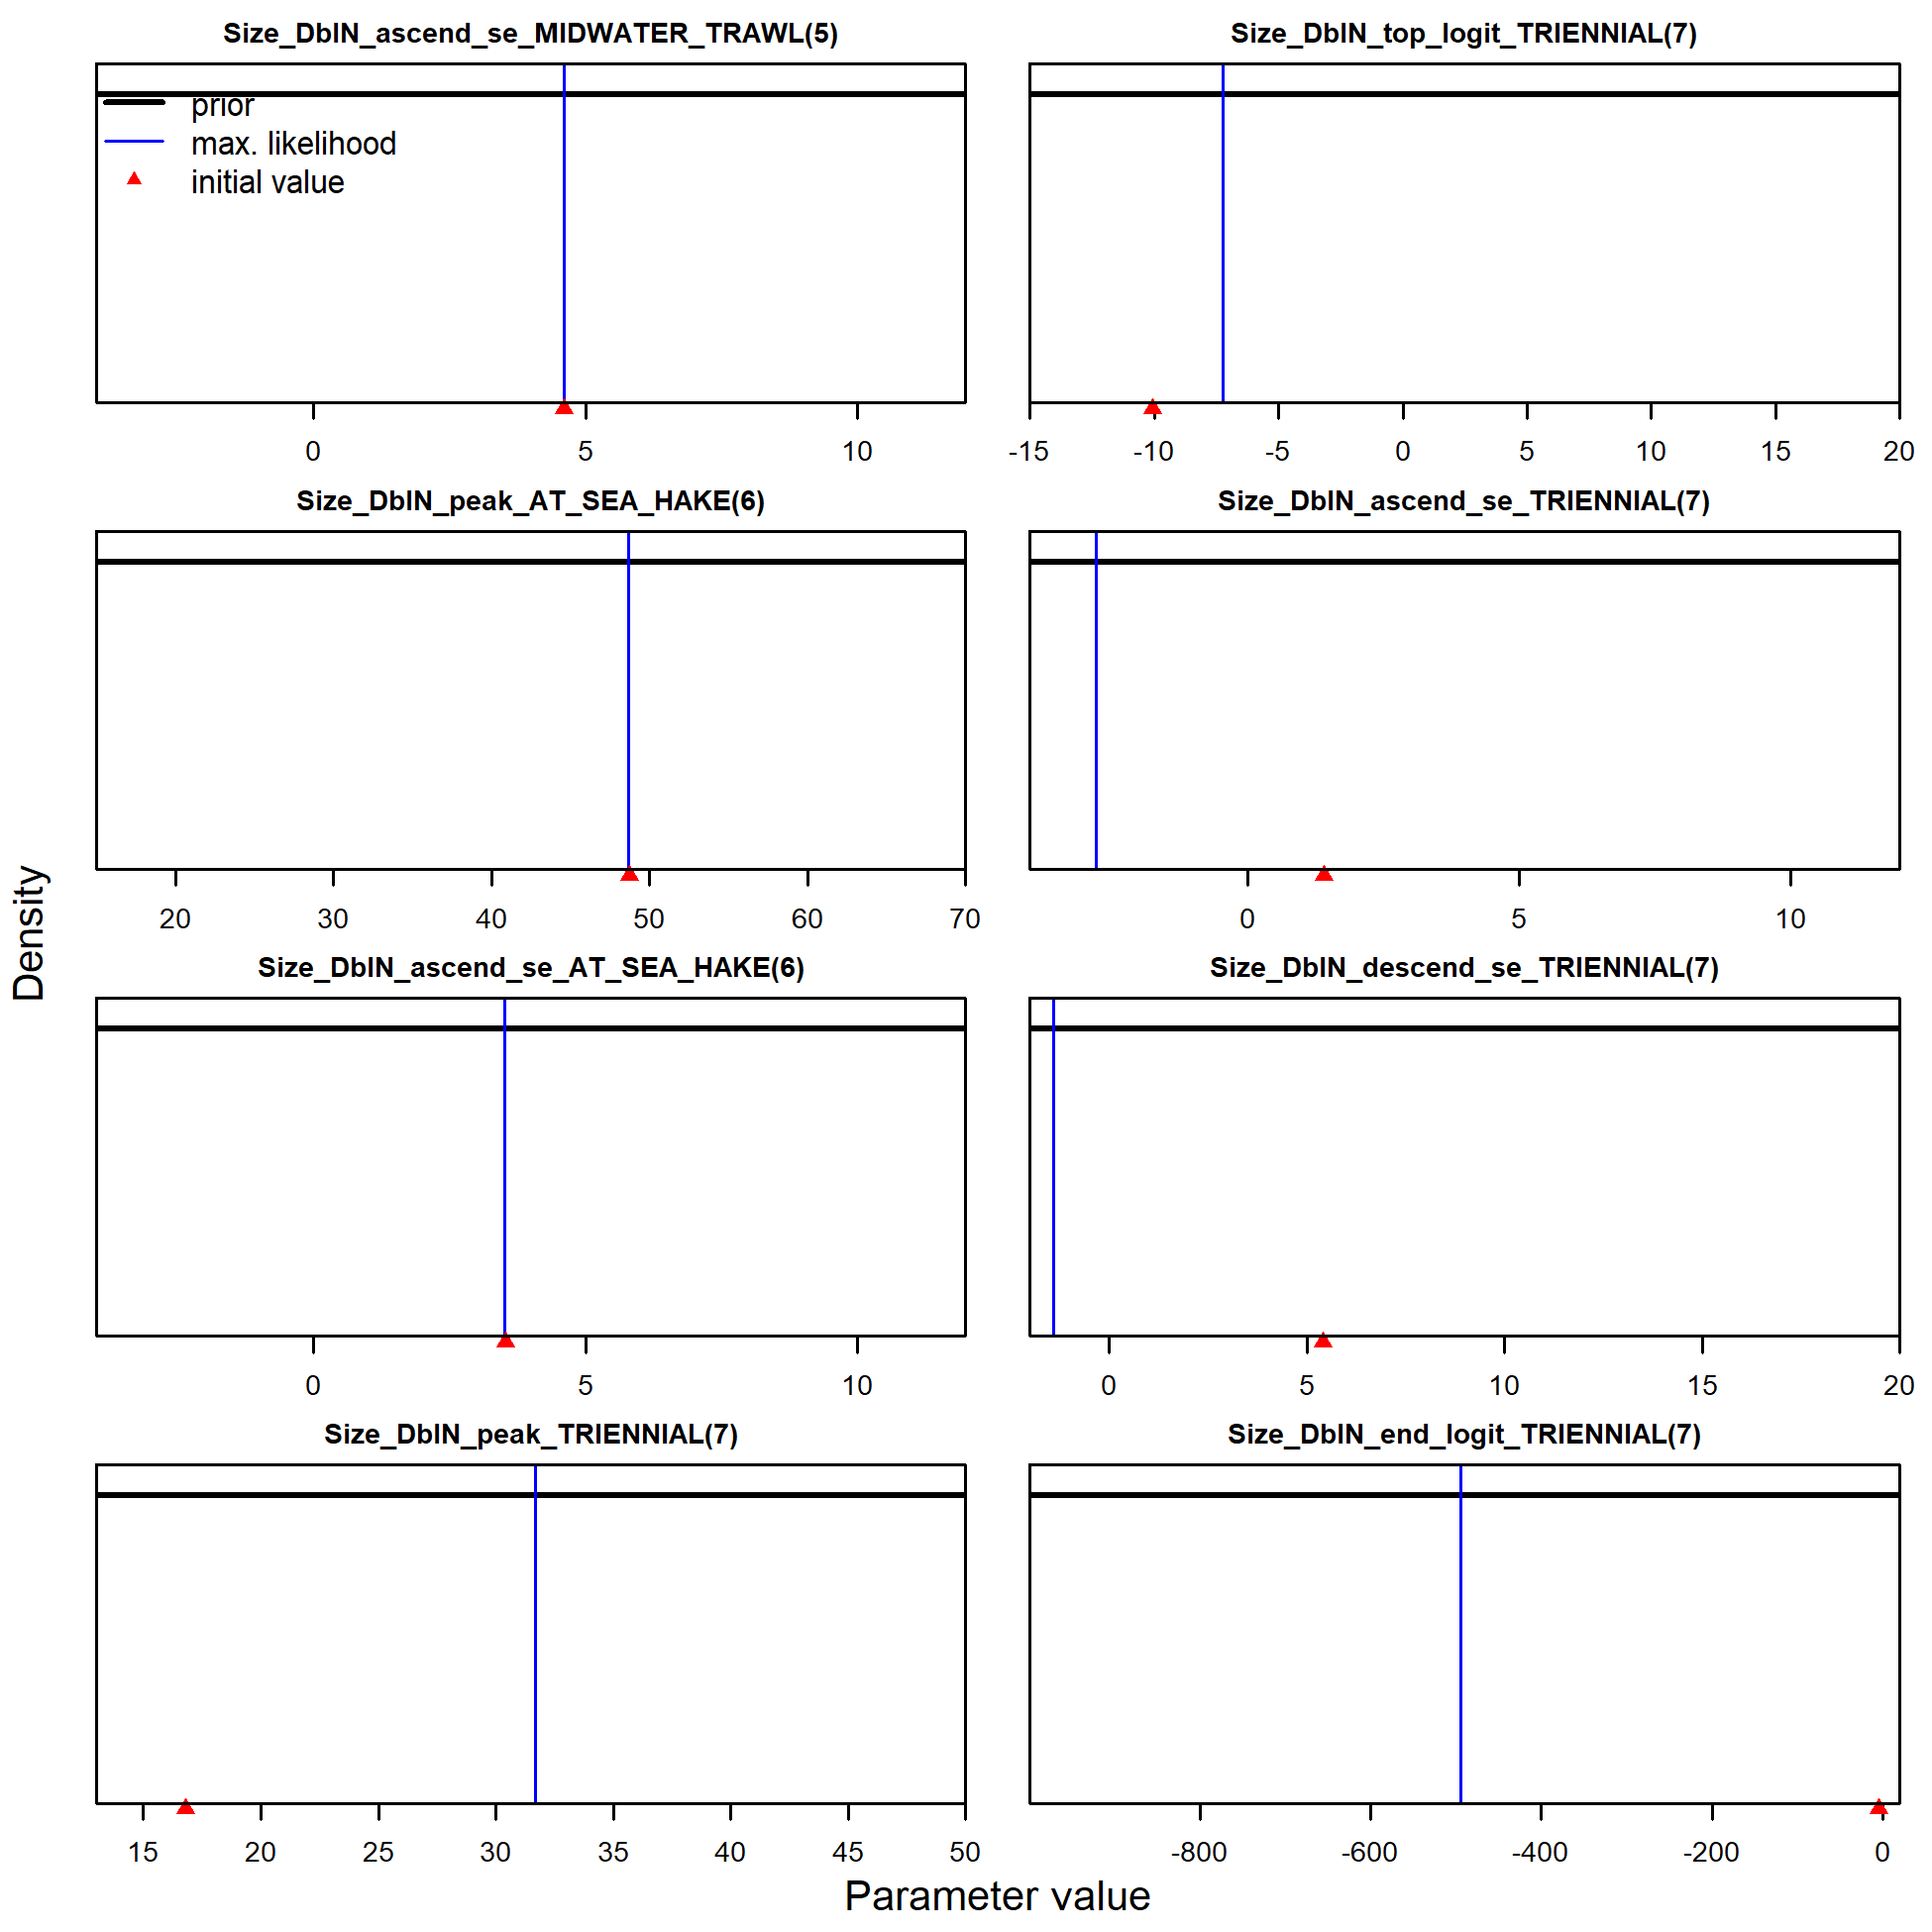 Size_DblN_ascend_se_MIDWATER_TRAWL(5)
prior
max. likelihood
initial value
0 5 10
Size_DblN_top_logit_TRIENNIAL(7)
-15 -10 -5 0 5 10 15 20
Size_DblN_peak_AT_SEA_HAKE(6)
20 30 40 50 60 70
Size_DblN_ascend_se_TRIENNIAL(7)
0 5 10
Size_DblN_ascend_se_AT_SEA_HAKE(6)
0 5 10
Size_DblN_descend_se_TRIENNIAL(7)
0 5 10 15 20
Size_DblN_peak_TRIENNIAL(7)
15 20 25 30 35 40 45 50
Size_DblN_end_logit_TRIENNIAL(7)
-800 -600 -400 -200 0
Density
Parameter value